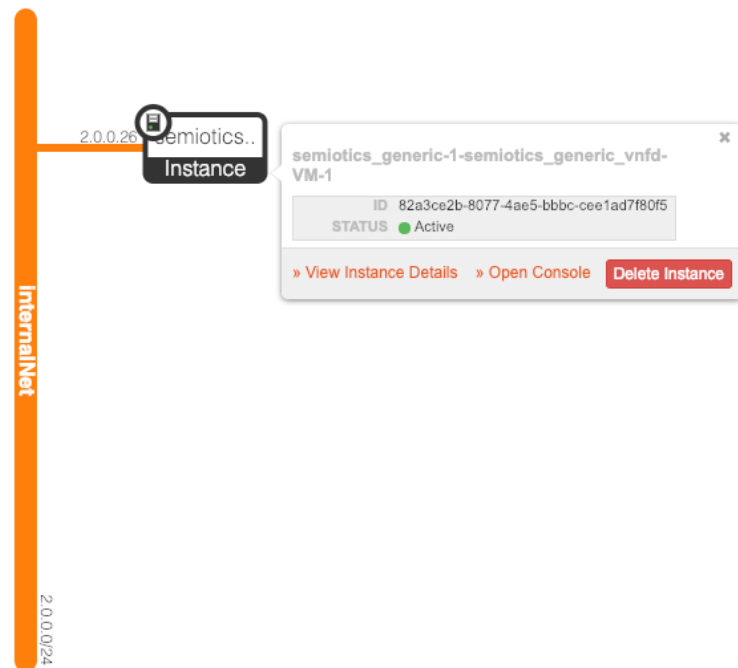 2.0.0.26
semiotics..
Instance
semiotics_generic-1-semiotics_generic_vnfd-
VM-1
ID 82a3ce2b-8077-4ae5-bbbc-cee1ad7f80f5
STATUS Active
» View Instance Details » Open Console Delete Instance
internalNet
2.0.0.0/24